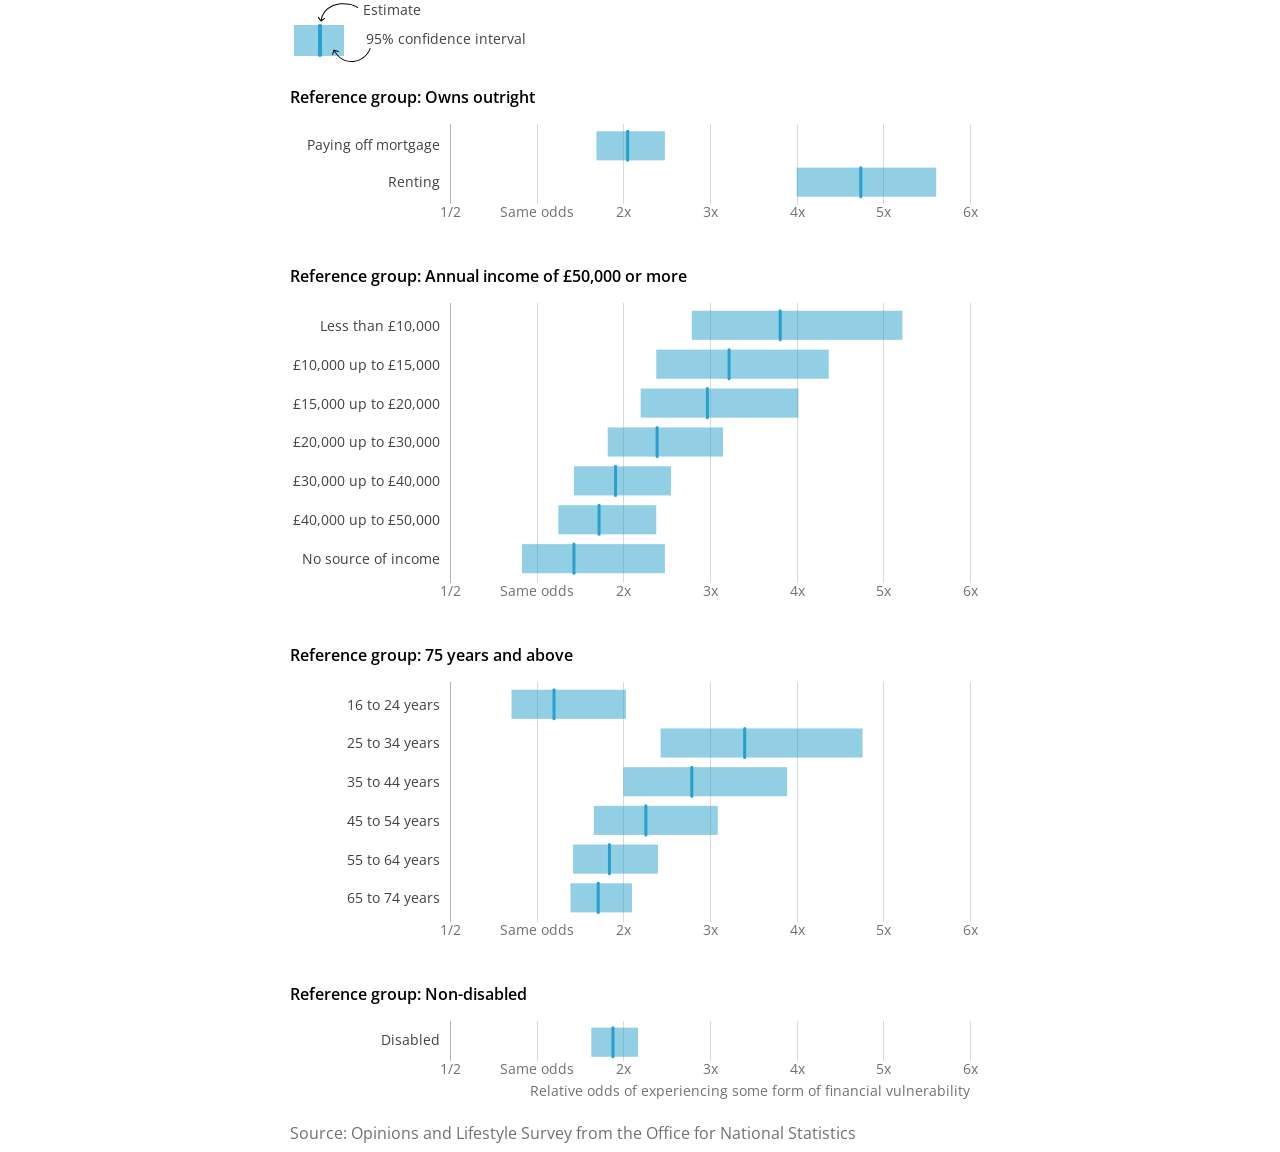 Estimate
95% confidence interval
Reference group: Owns outright
Paying off mortgage
Renting
1/2 Same odds 2x 3x 4x 5x 6x
Reference group: Annual income of £50,000 or more
Less than £10,000
£10,000 up to £15,000
£15,000 up to £20,000
£20,000 up to £30,000
£30,000 up to £40,000
£40,000 up to £50,000
No source of income
1/2 Same odds 2x 3x 4x 5x 6x
Reference group: 75 years and above
16 to 24 years
25 to 34 years
35 to 44 years
45 to 54 years
55 to 64 years
65 to 74 years
1/2 Same odds 2x 3x 4x 5x 6x
Reference group: Non-disabled
Disabled
1/2 Same odds 2x 3x 4x 5x 6x
Relative odds of experiencing some form of financial vulnerability
Source: Opinions and Lifestyle Survey from the Office for National Statistics